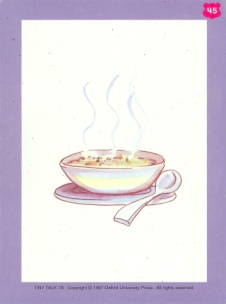 45
TINY TALK 1B. Copyright © 1997 Oxford University Press. All rights reserved.